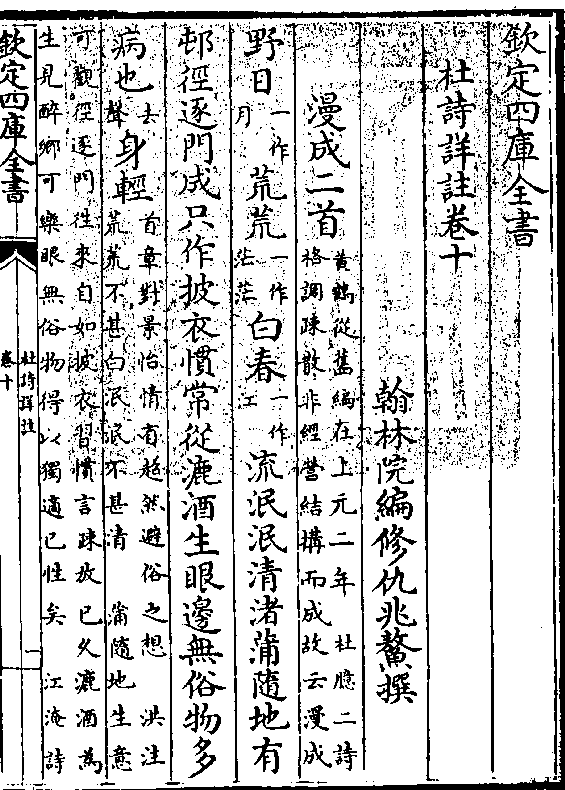 欽定四庫全書
杜詩詳註卷十
翰林院編修仇兆鰲撰
漫成二首
黄鶴從舊編在上元二年 杜臆二詩
格調疎散非經營結構而成故云漫成
野日一作月荒荒一作茫茫白春一作江流泯泯清渚蒲隨地有
邨徑逐門成只作披衣慣常從漉酒生眼邊無俗物多
病也去聲身輕
首章對景怡情有超然避俗之想 洪注
荒荒不甚白泯泯不甚清 蒲隨地生意
可觀徑逐門往來自如披衣習慣言疎放已久漉酒為
生見醉鄉可樂眼無俗物得以獨適已性矣 江淹詩
欽定四庫全書
杜詩詳註
卷十
一